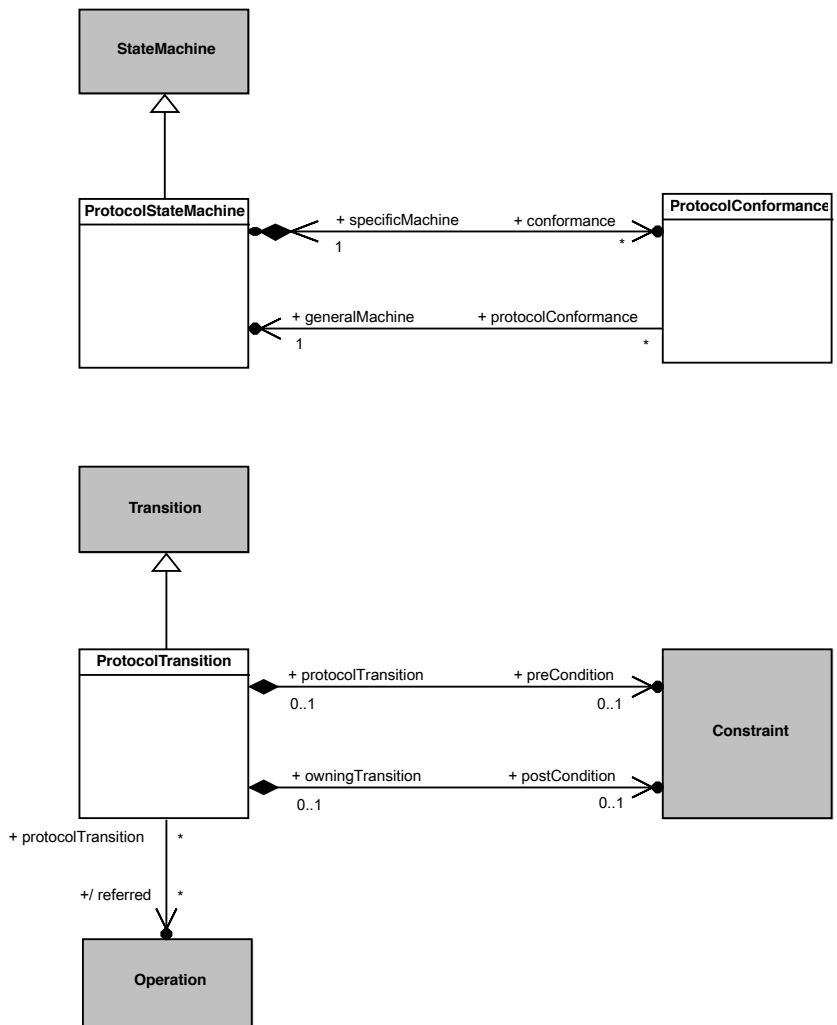 StateMachine
ProtocolStateMachine
ProtocolConformance
+ specificMachine
+ conformance
1
*
+ generalMachine
+ protocolConformance
1
*
Transition
ProtocolTransition
+ protocolTransition
+ preCondition
0..1
0..1
Constraint
+ owningTransition
+ postCondition
0..1
0..1
+ protocolTransition
*
+/ referred
*
Operation